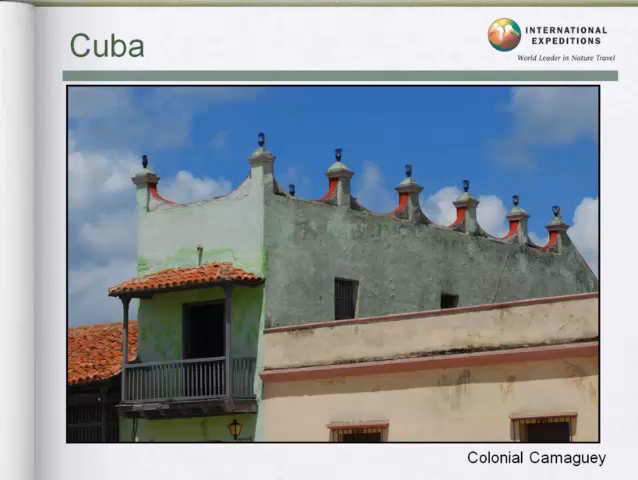 Cuba
INTERNATIONAL
EXPEDITIONS
World Leader in Nature Travel
Colonial Camaguey